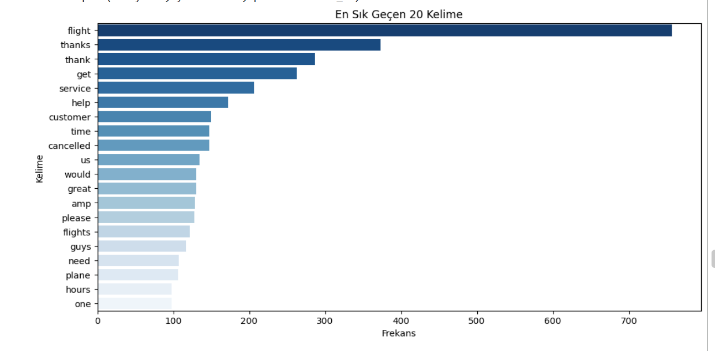 En Sık Geçen 20 Kelime
flight
thanks
thank
get
service
help
customer
time
cancelled
us
would
great
amp
please
flights
guys
need
plane
hours
one
Kelime
0 100 200 300 400 500 600 700
Frekans